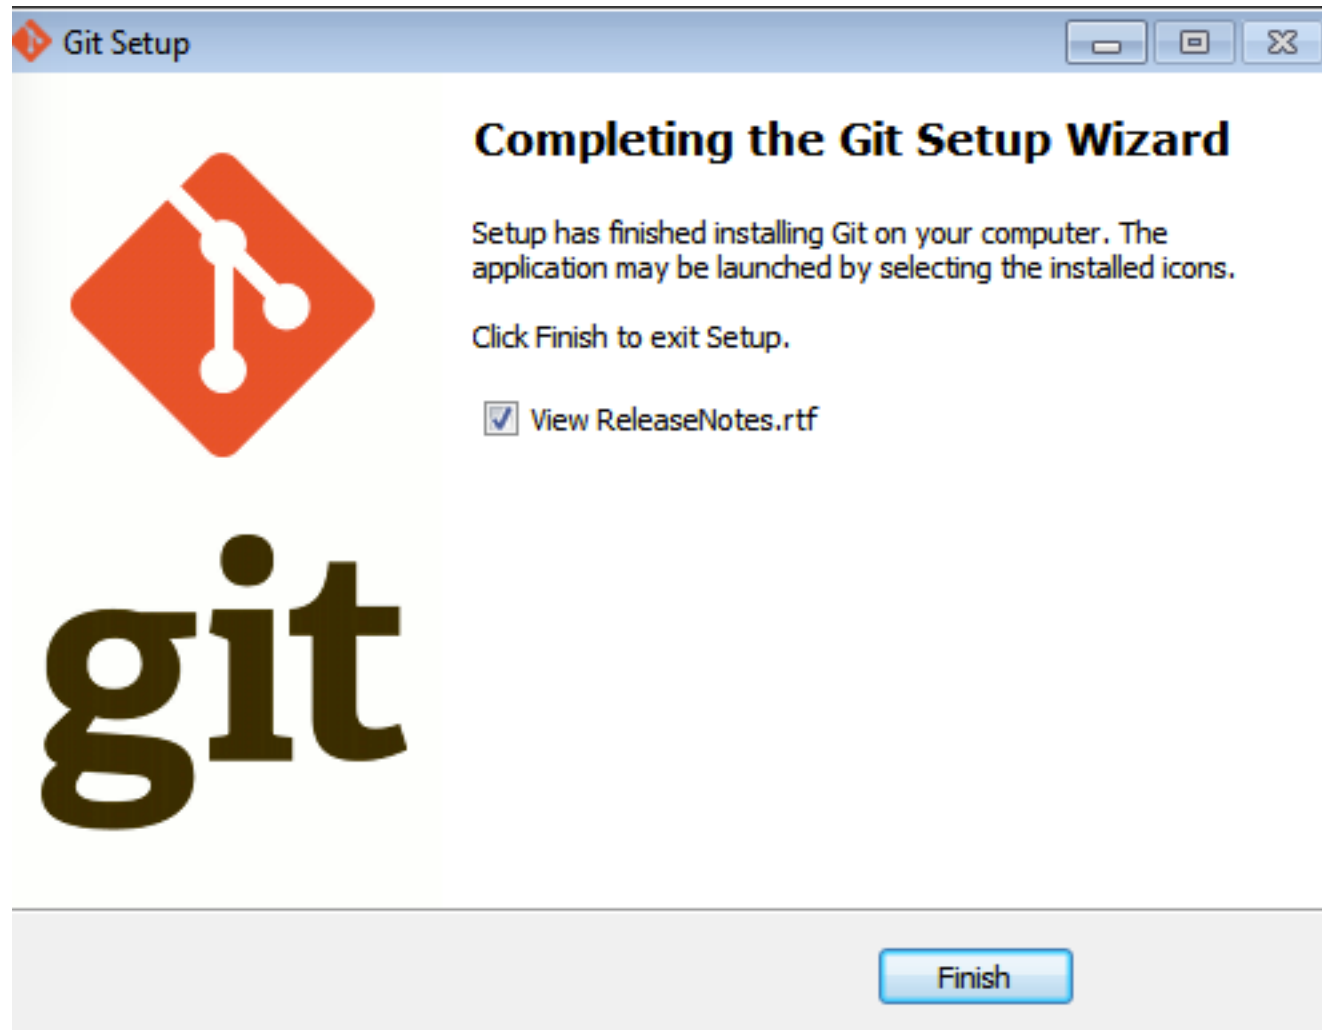 Git Setup
Completing the Git Setup Wizard
Setup has finished installing Git on your computer. The
application may be launched by selecting the installed icons.
Click Finish to exit Setup.
View ReleaseNotes.rtf
git
Finish